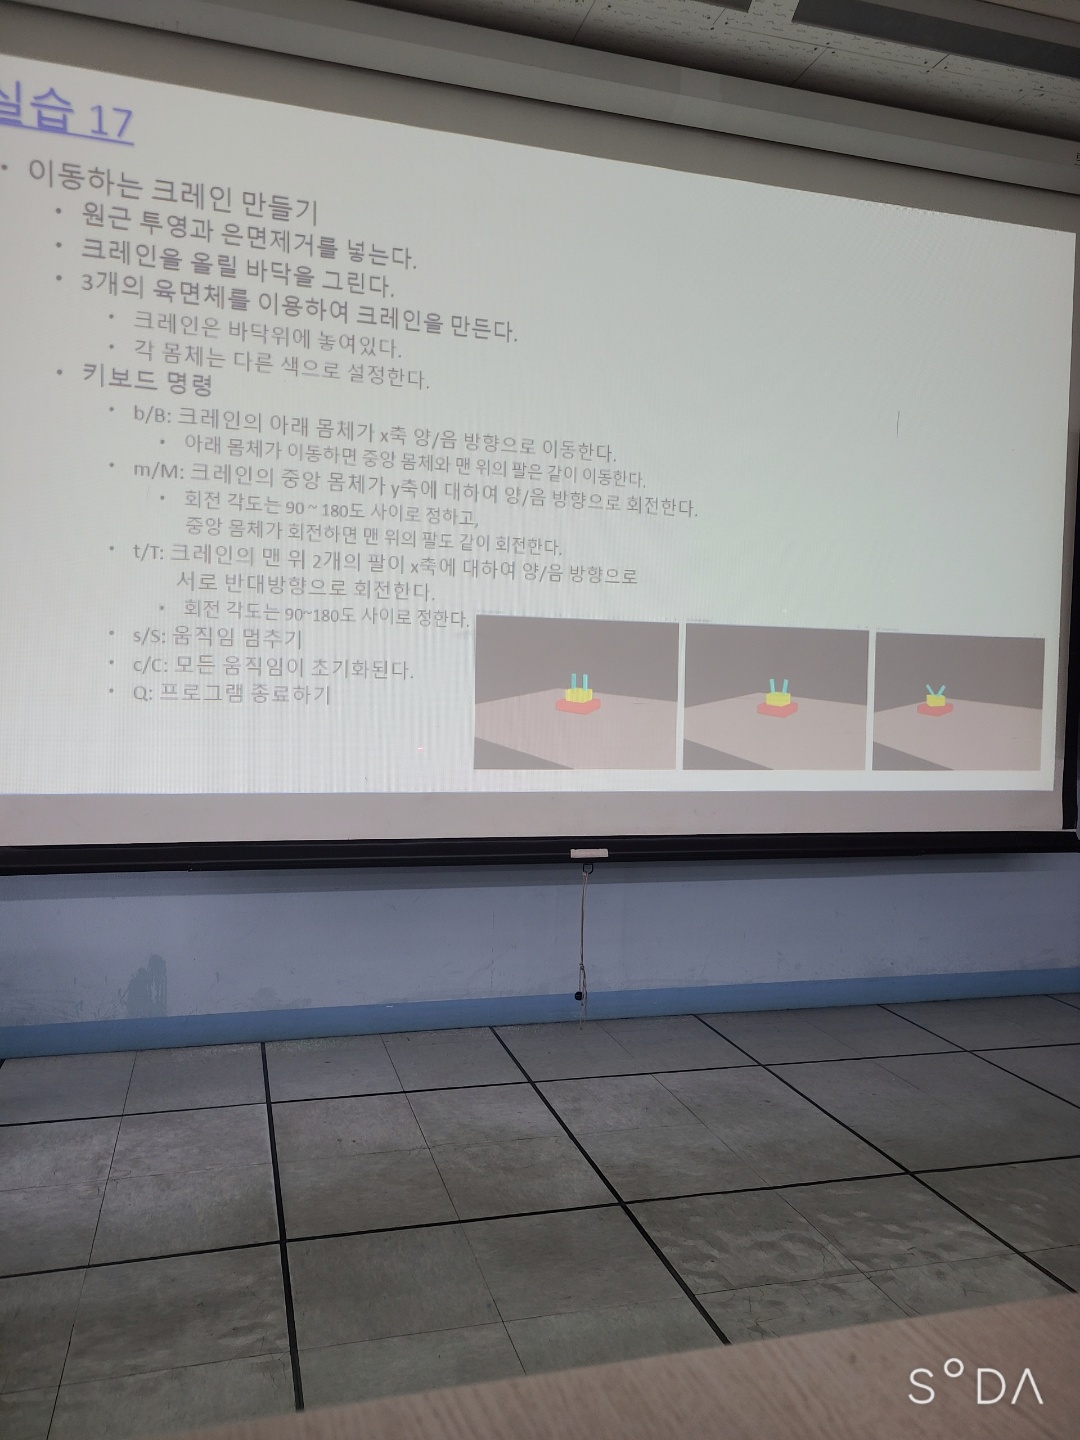 실습 17
• 이동하는 크레인 만들기
• 원근 투영과 은면제거를 넣는다.
• 크레인을 올릴 바닥을 그린다.
• 3개의 육면체를 이용하여 크레인을 만든다.
• 크레인은 바닥위에 놓여있다.
• 각 몸체는 다른 색으로 설정한다.
• 키보드 명령
• b/B: 크레인의 아래 몸체가 x축 양/음 방향으로 이동한다.
• 아래 몸체가 이동하면 중앙 몸체와 맨 위의 팔은 같이 이동한다.
• m/M: 크레인의 중앙 몸체가 y축에 대하여 양/음 방향으로 회전한다.
• 회전 각도는 90 ~ 180도 사이로 정하고,
중앙 몸체가 회전하면 맨 위의 팔도 같이 회전한다.
• t/T: 크레인의 맨 위 2개의 팔이 x축에 대하여 양/음 방향으로
서로 반대방향으로 회전한다.
• 회전 각도는 90~180도 사이로 정한다.
• s/S: 움직임 멈추기
• c/C: 모든 움직임이 초기화된다.
• Q: 프로그램 종료하기
SODA